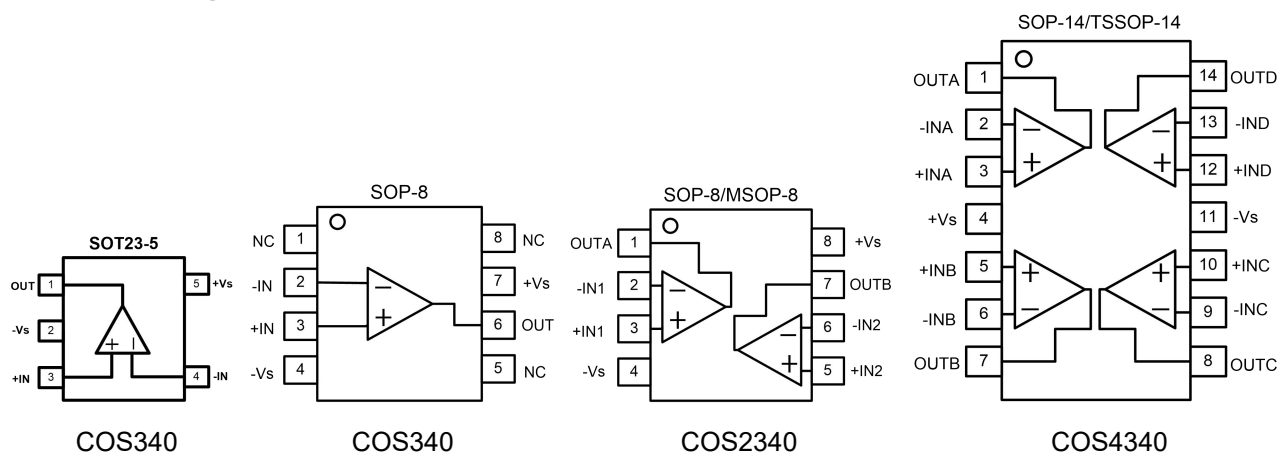 SOT23-5
OUT 1
-Vs 2
+IN 3
5 +Vs
4 -IN
+ −
COS340
SOP-8
NC 1
-IN 2
+IN 3
-Vs 4
8 NC
7 +Vs
6 OUT
5 NC
−
+
COS340
SOP-8/MSOP-8
OUTA 1
-IN1 2
+IN1 3
-Vs 4
8 +Vs
7 OUTB
6 -IN2
5 +IN2
−
+
−
+
COS2340
SOP-14/TSSOP-14
OUTA 1
-INA 2
+INA 3
+Vs 4
+INB 5
-INB 6
OUTB 7
14 OUTD
13 -IND
12 +IND
11 -Vs
10 +INC
9 -INC
8 OUTC
−
+
−
+
+
−
+
−
COS4340